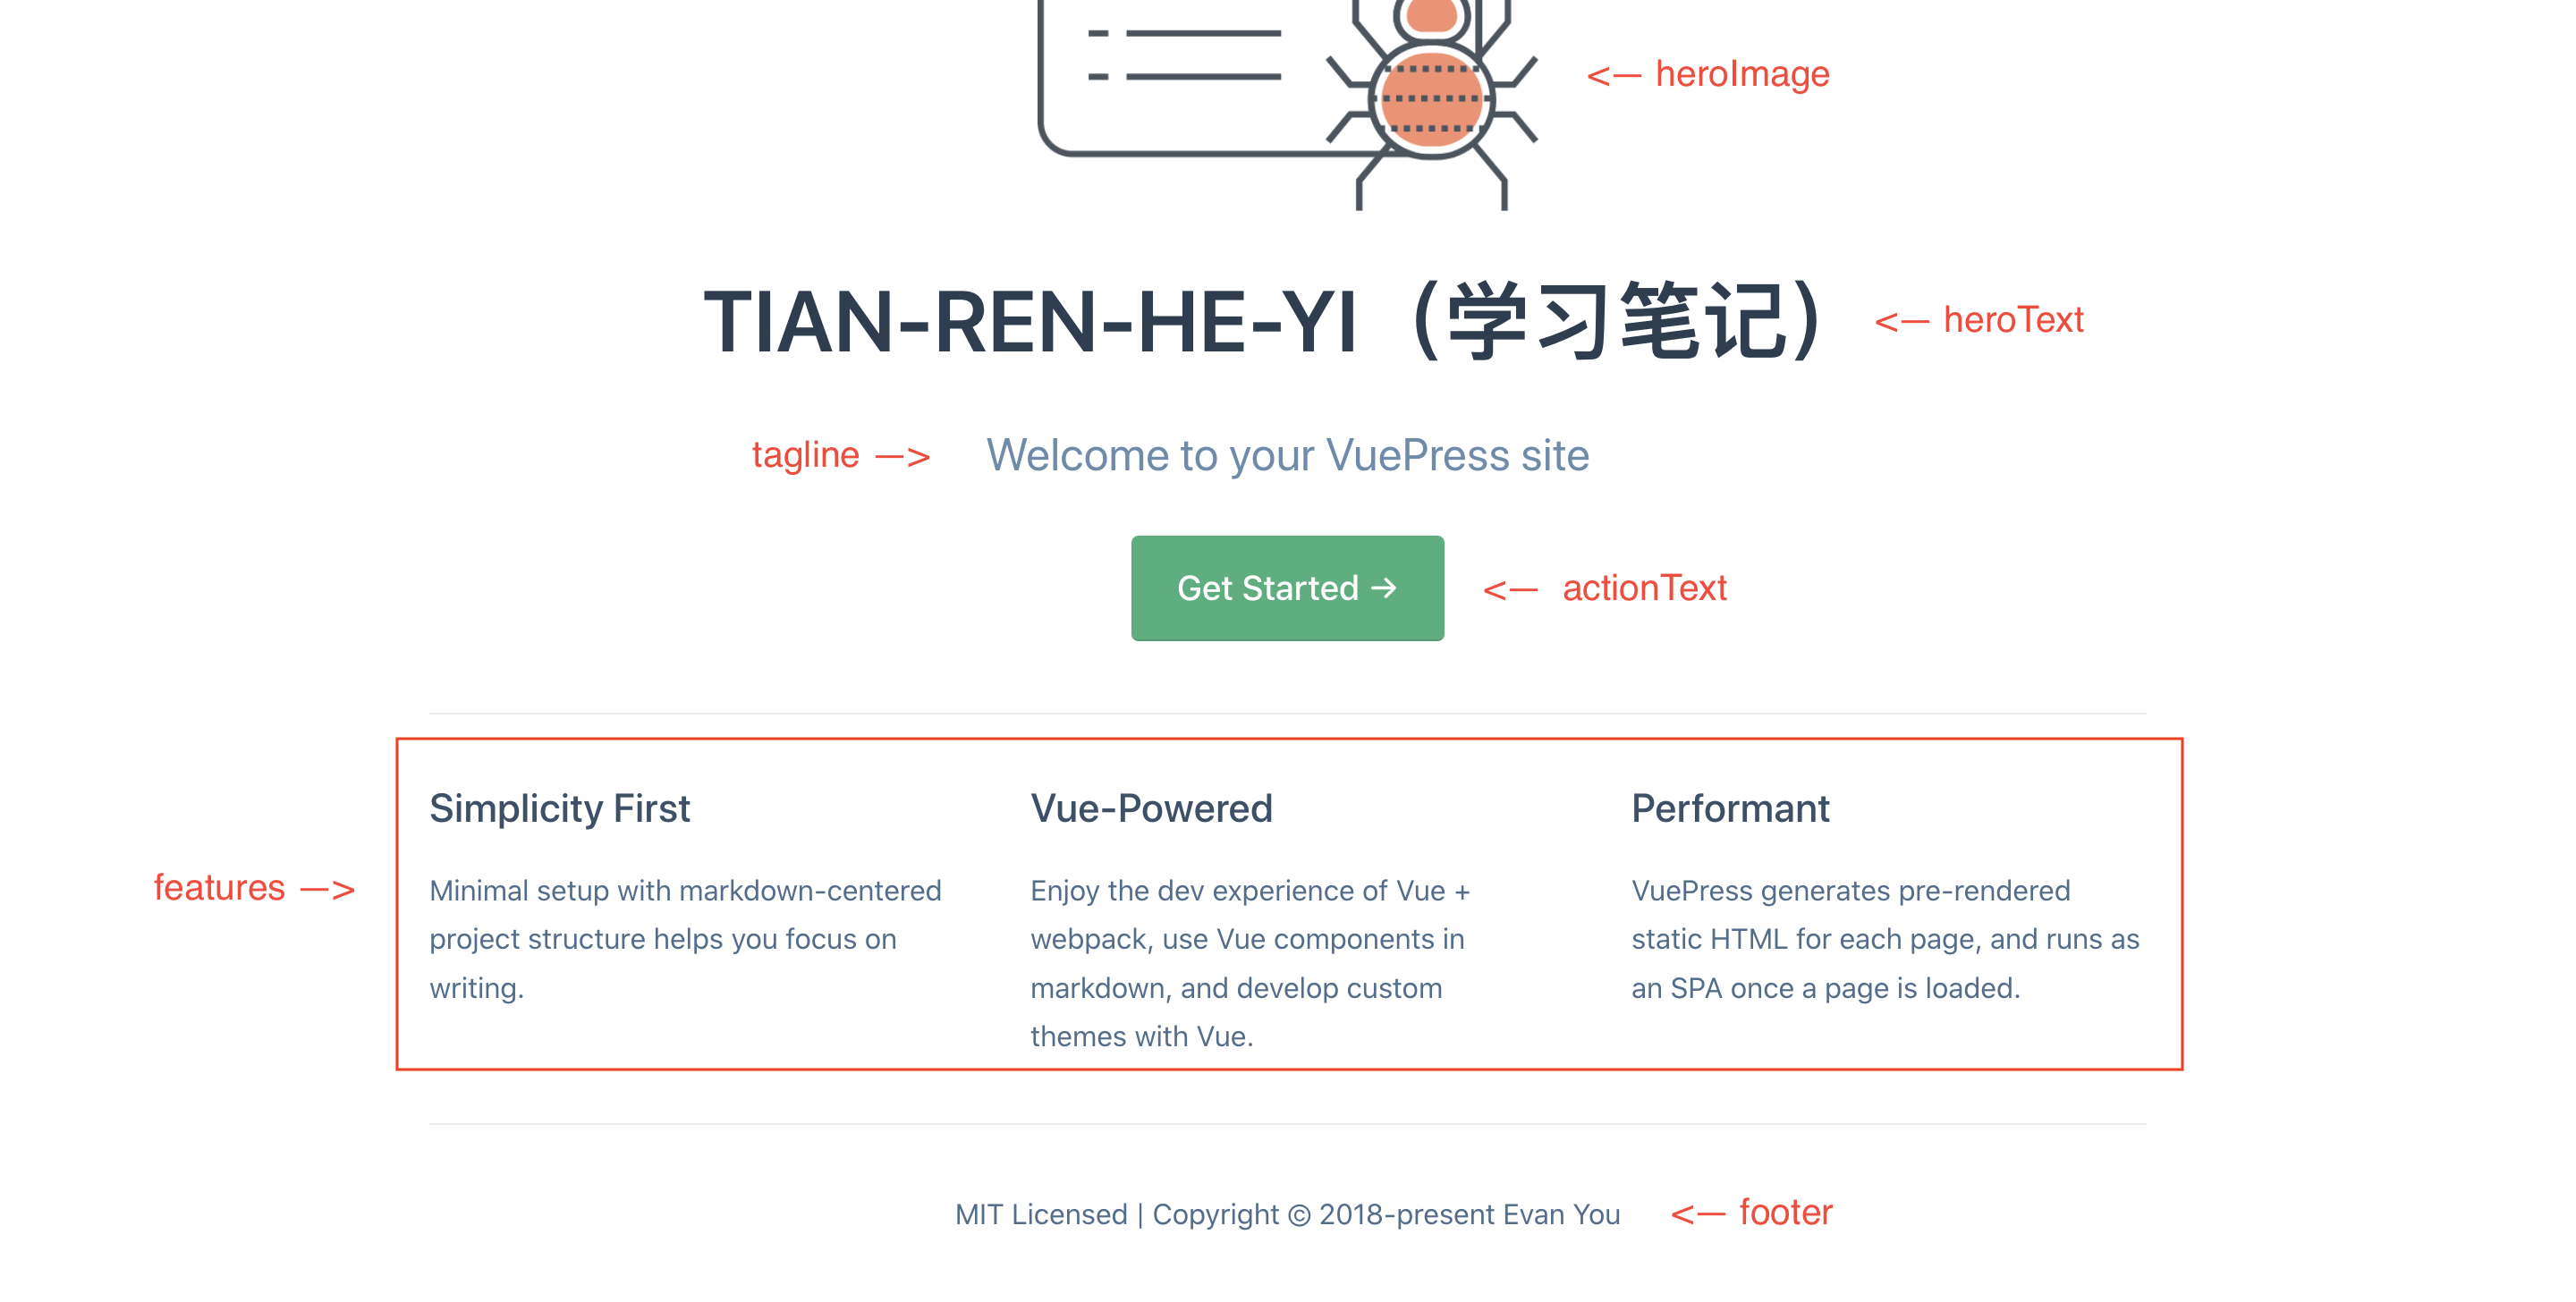 <— heroImage
TIAN-REN-HE-YI（学习笔记） <— heroText
tagline —> Welcome to your VuePress site
Get Started → <— actionText
Simplicity First
Minimal setup with markdown-centered
project structure helps you focus on
writing.
Vue-Powered
Enjoy the dev experience of Vue +
webpack, use Vue components in
markdown, and develop custom
themes with Vue.
Performant
VuePress generates pre-rendered
static HTML for each page, and runs as
an SPA once a page is loaded.
features —>
MIT Licensed | Copyright © 2018-present Evan You <— footer